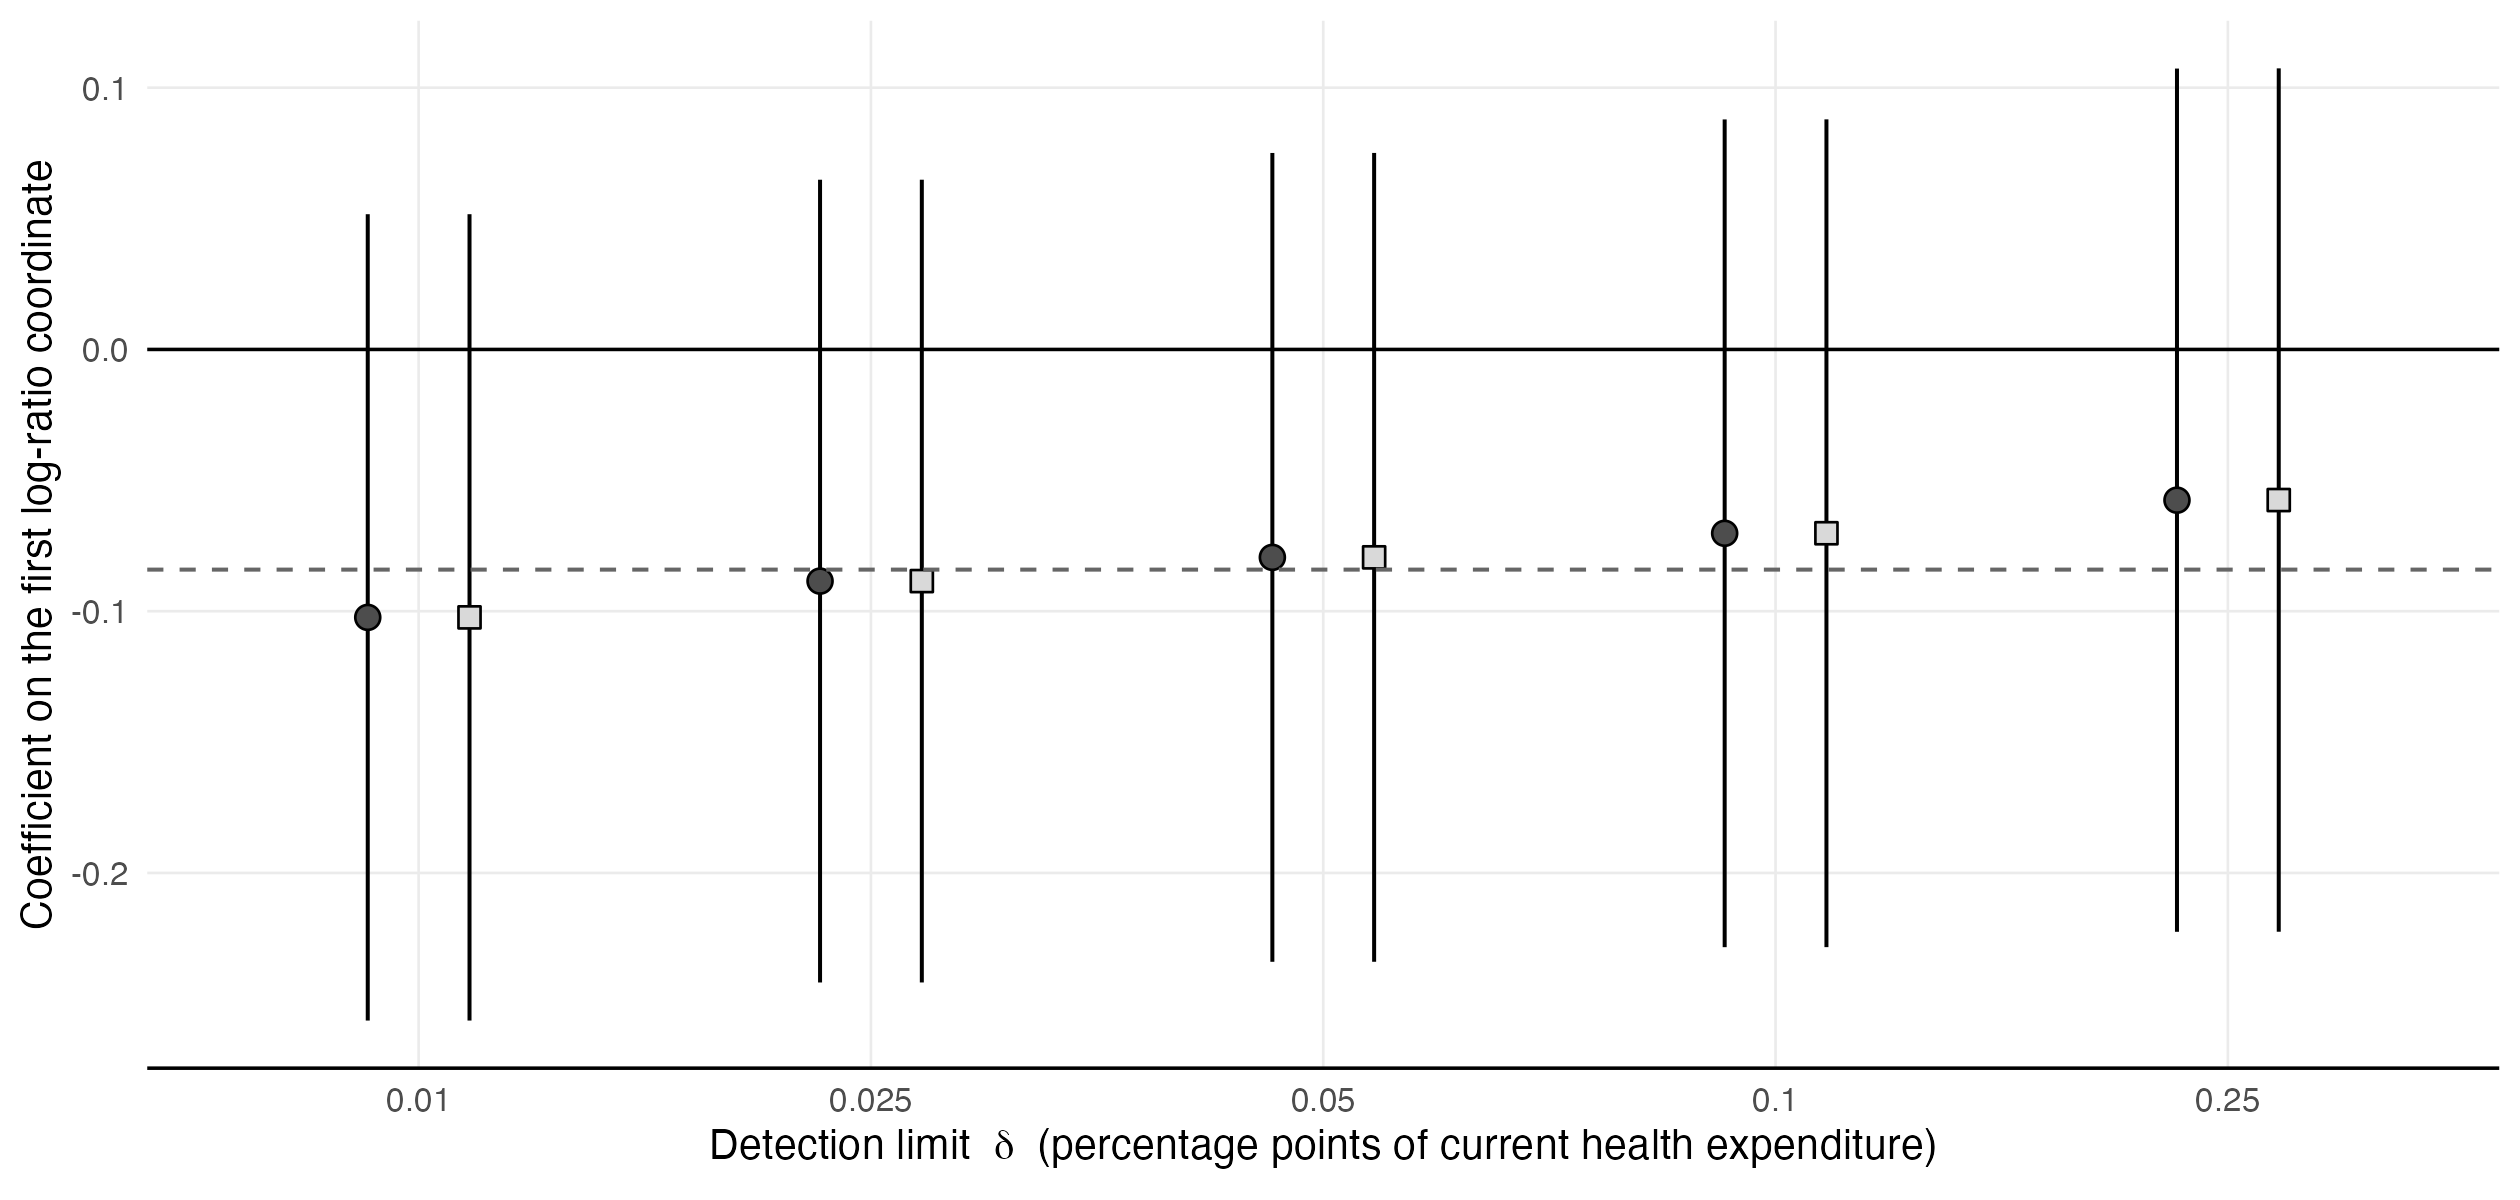 Coefficient on the first log-ratio coordinate
0.1
0.0
-0.1
-0.2
0.01 0.025 0.05 0.1 0.25
Detection limit δ (percentage points of current health expenditure)